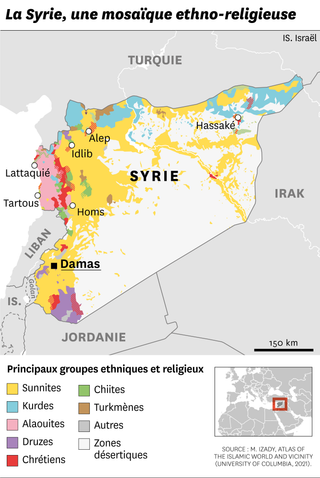 La Syrie, une mosaïque ethno-religieuse
IS. Israël
TURQUIE
Hassaké
Alep
Idlib
Lattaquié
SYRIE
Tartous
IRAK
Homs
LIBAN
Damas
IS.
Golan
JORDANIE
150 km
Principaux groupes ethniques et religieux
Sunnites
Kurdes
Alaouites
Druzes
Chrétiens
Chiites
Turkmènes
Autres
Zones
désertiques
SOURCE : M. IZADY, ATLAS OF
THE ISLAMIC WORLD AND VICINITY
(UNIVERSITY OF COLUMBIA, 2021).